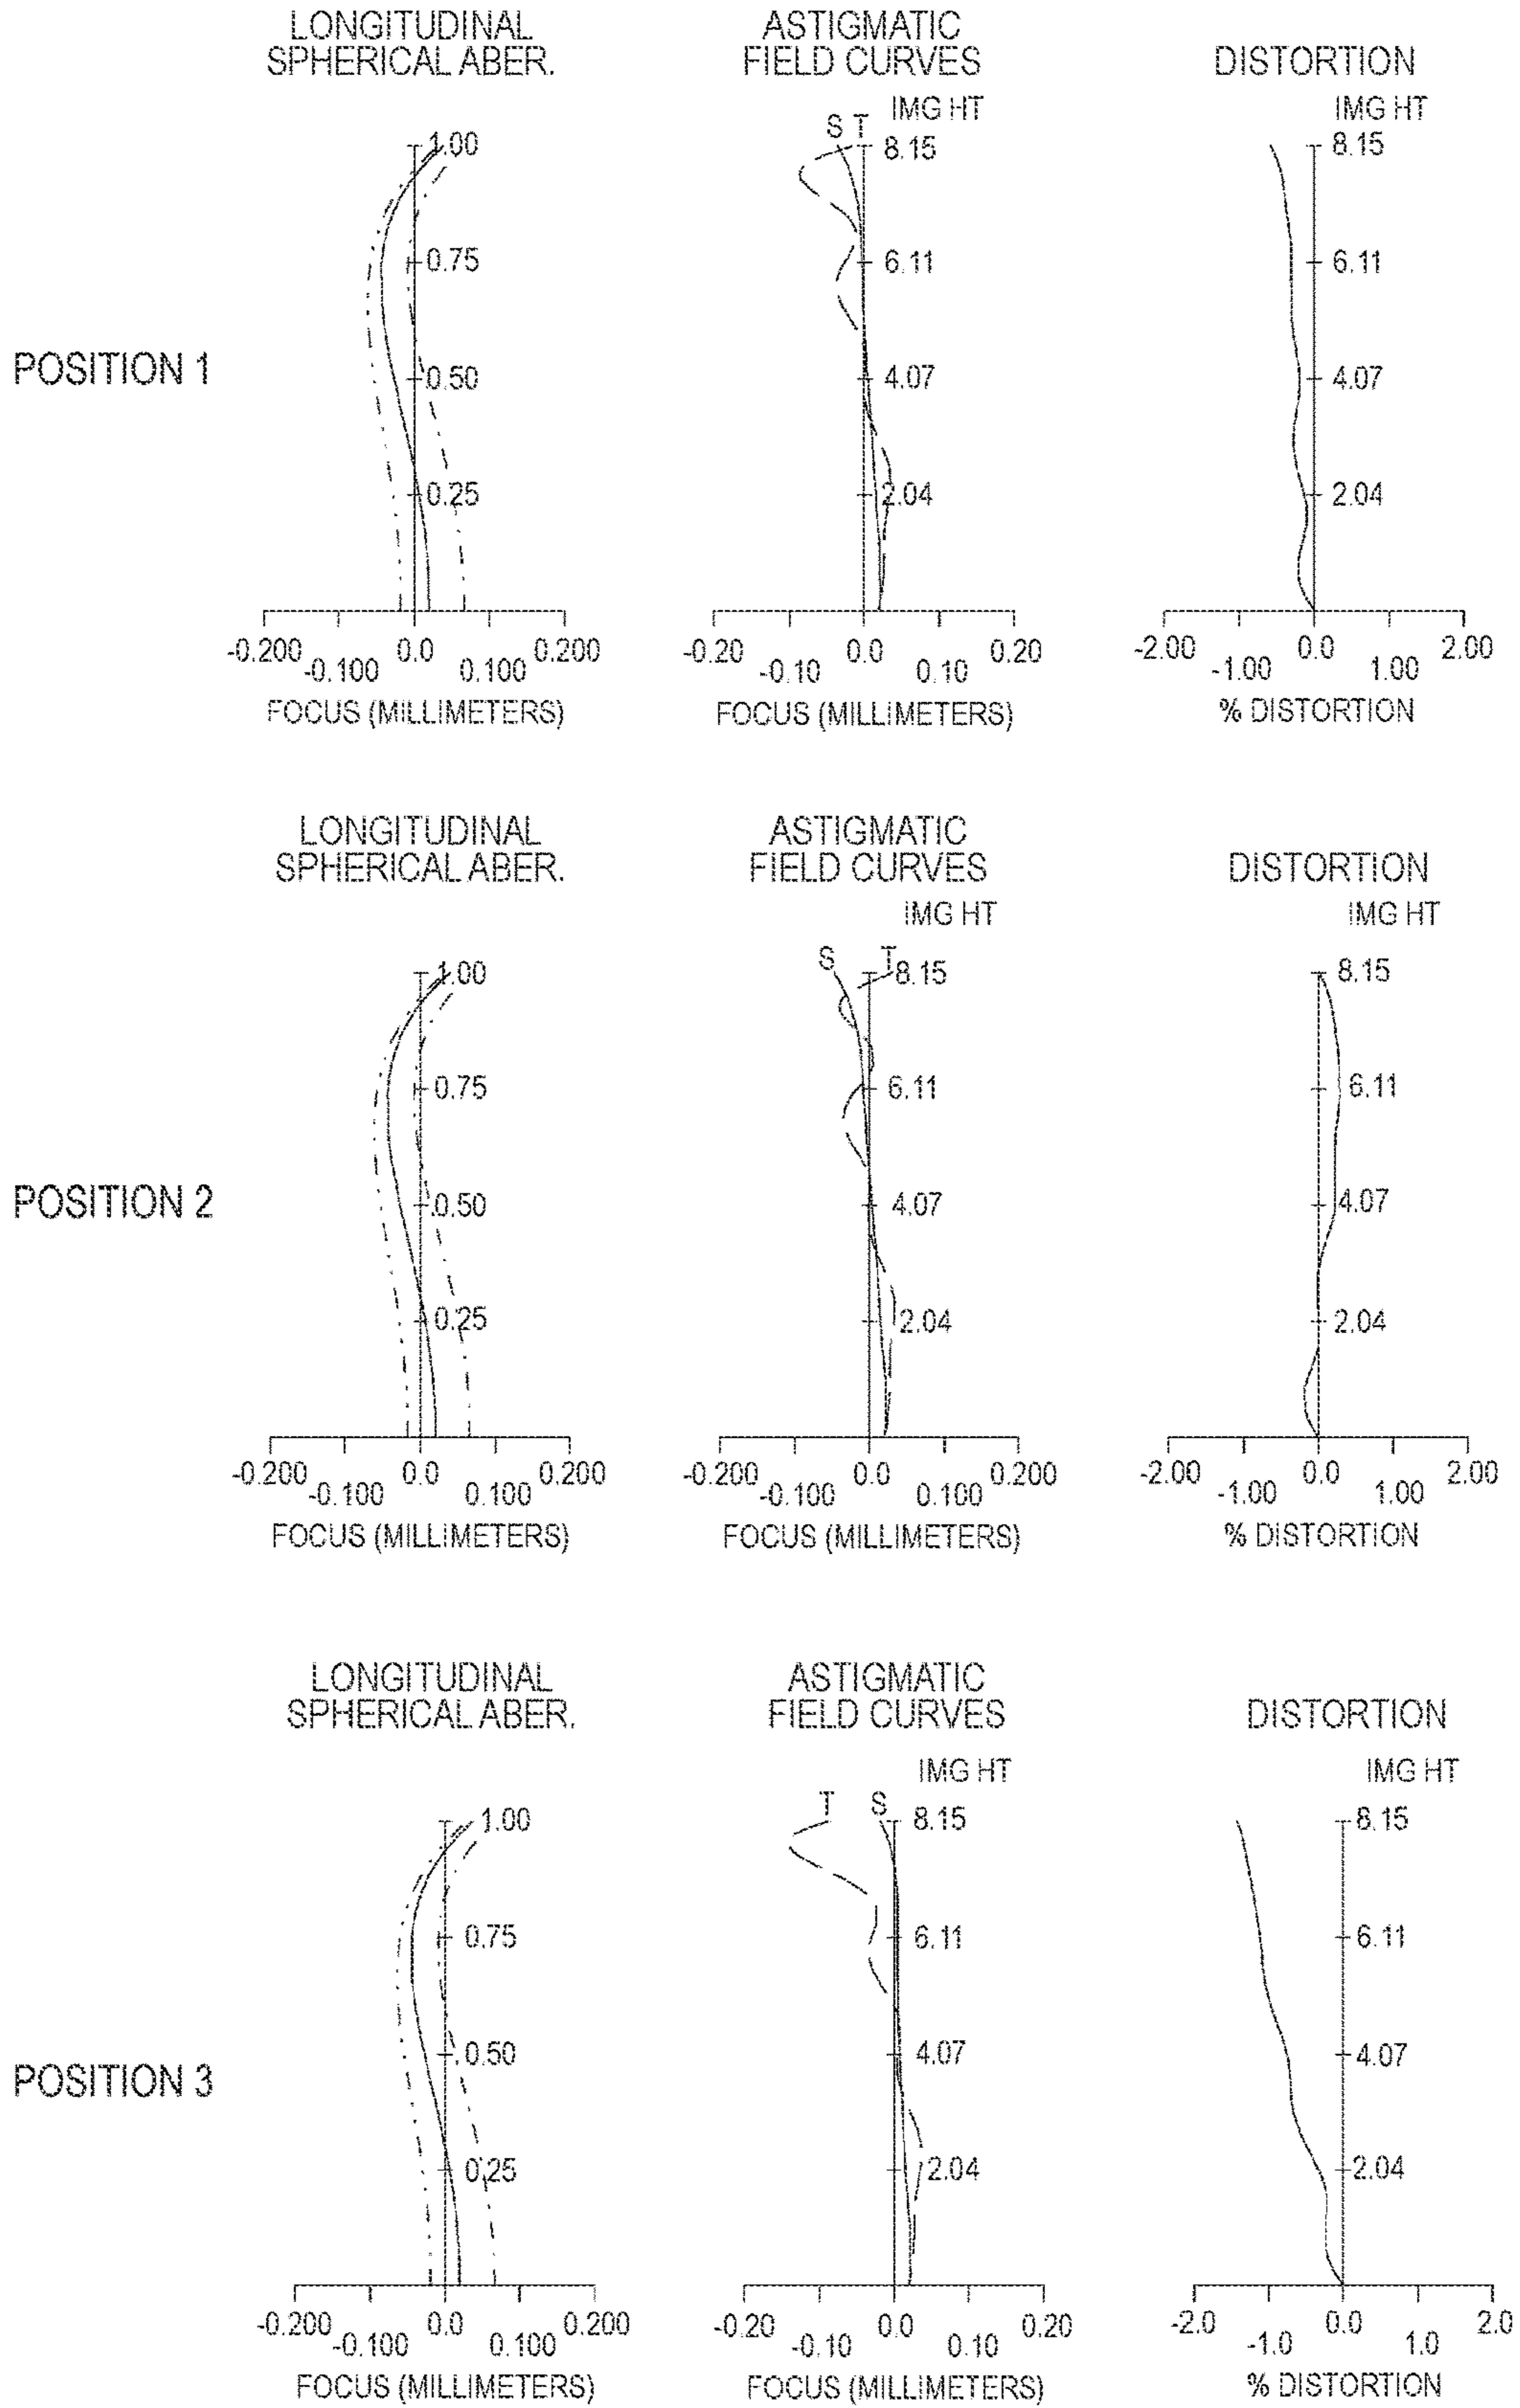 LONGITUDINAL
SPHERICAL ABER.
ASTIGMATIC
FIELD CURVES
DISTORTION
IMG HT
IMG HT
S T
1.00
8.15
8.15
0.75
6.11
6.11
POSITION 1
0.50
4.07
4.07
0.25
2.04
2.04
-0.200 0.0 0.200
-0.100 0.100
-0.20 0.0 0.20
-0.10 0.10
-2.00 0.0 2.00
-1.00 1.00
FOCUS (MILLIMETERS)
FOCUS (MILLIMETERS)
% DISTORTION
LONGITUDINAL
SPHERICAL ABER.
ASTIGMATIC
FIELD CURVES
DISTORTION
IMG HT
IMG HT
S T
1.00
8.15
8.15
0.75
6.11
6.11
POSITION 2
0.50
4.07
4.07
0.25
2.04
2.04
-0.200 0.0 0.200
-0.100 0.100
-0.200 0.0 0.200
-0.100 0.100
-2.00 0.0 2.00
-1.00 1.00
FOCUS (MILLIMETERS)
FOCUS (MILLIMETERS)
% DISTORTION
LONGITUDINAL
SPHERICAL ABER.
ASTIGMATIC
FIELD CURVES
DISTORTION
IMG HT
IMG HT
T S
1.00
8.15
8.15
0.75
6.11
6.11
POSITION 3
0.50
4.07
4.07
0.25
2.04
2.04
-0.200 0.0 0.200
-0.100 0.100
-0.20 0.0 0.20
-0.10 0.10
-2.0 0.0 2.0
-1.0 1.0
FOCUS (MILLIMETERS)
FOCUS (MILLIMETERS)
% DISTORTION